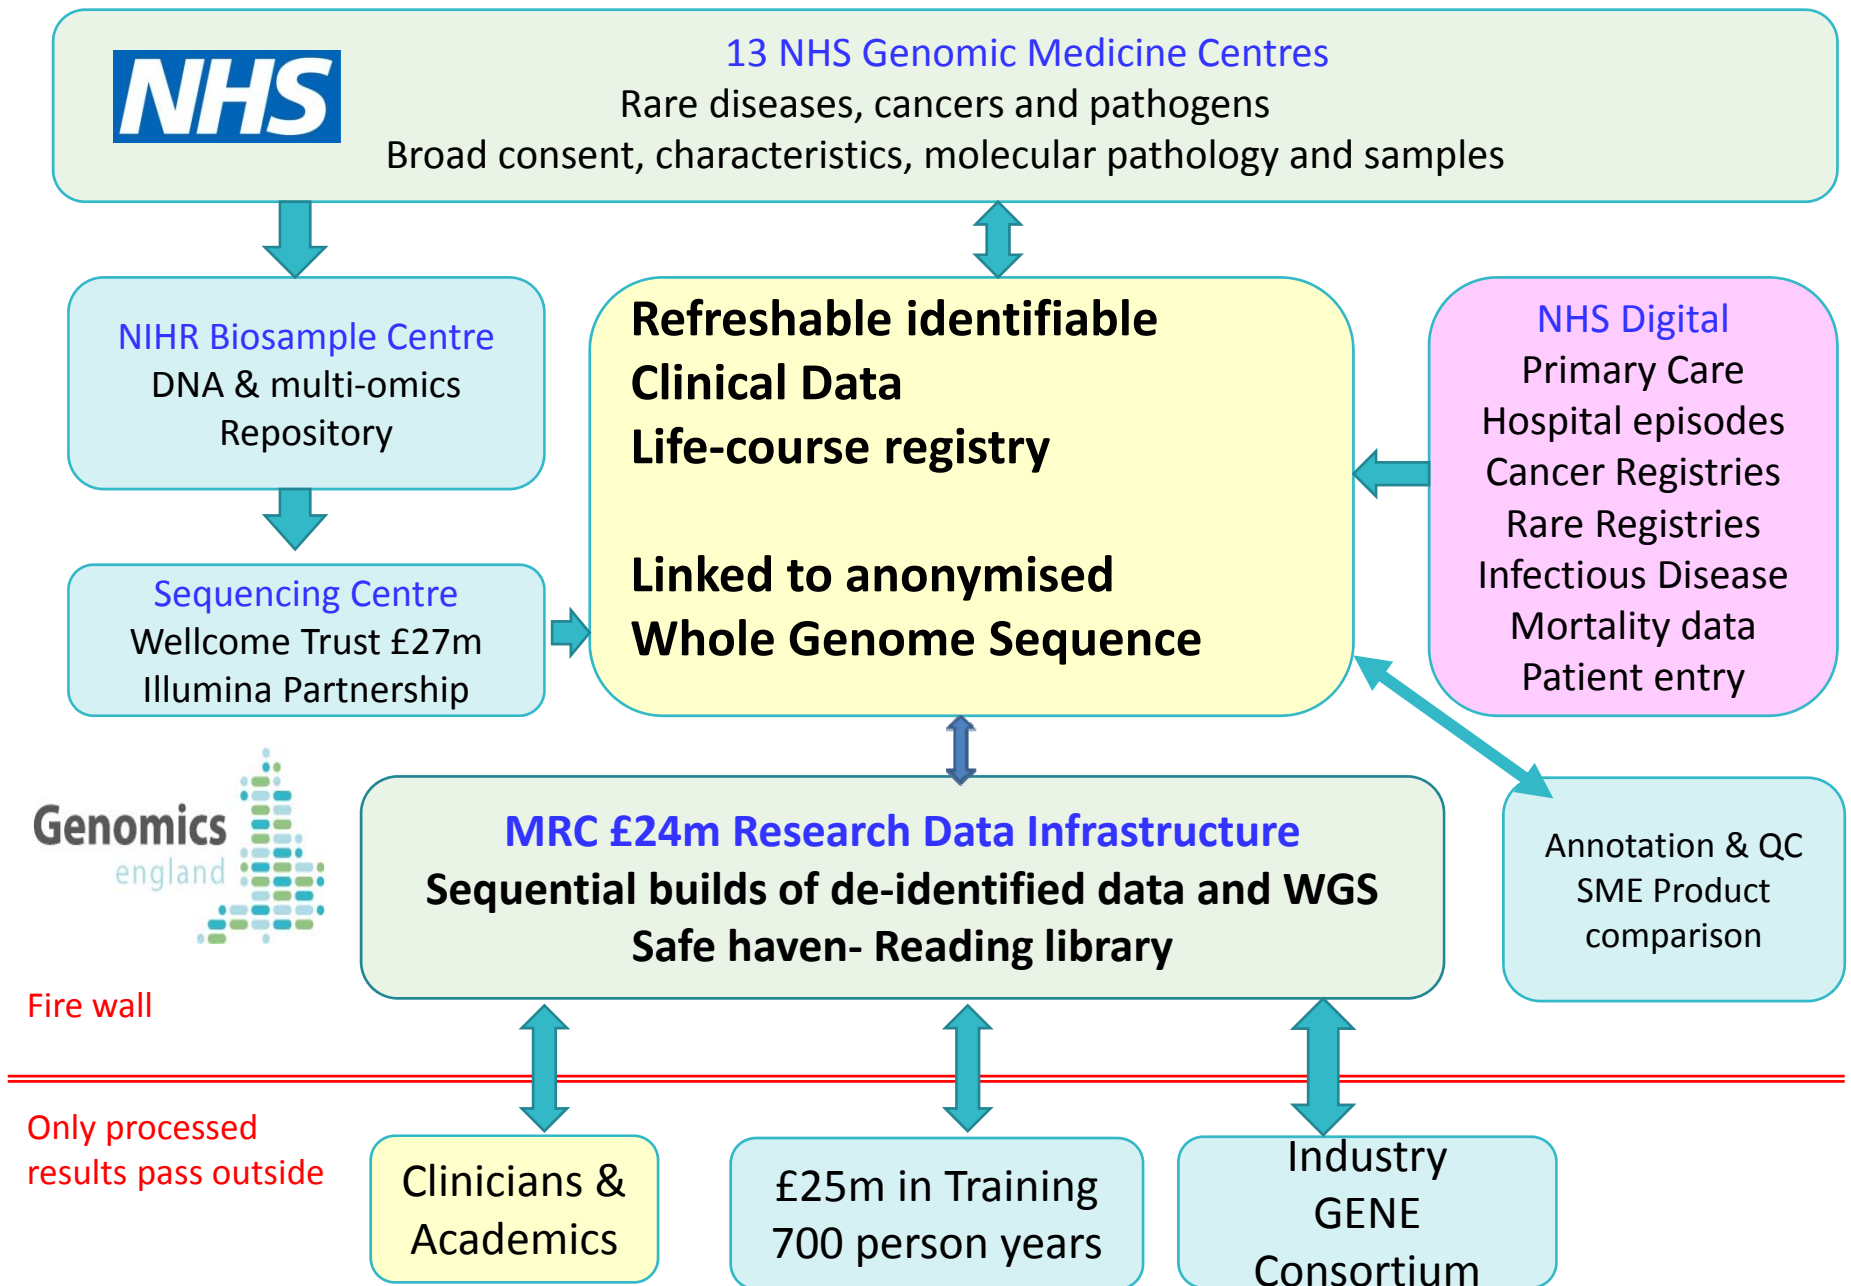 NHS
13 NHS Genomic Medicine Centres
Rare diseases, cancers and pathogens
Broad consent, characteristics, molecular pathology and samples
NIHR Biosample Centre
DNA & multi-omics
Repository
Refreshable identifiable
Clinical Data
Life-course registry
Linked to anonymised
Whole Genome Sequence
NHS Digital
Primary Care
Hospital episodes
Cancer Registries
Rare Registries
Infectious Disease
Mortality data
Patient entry
Sequencing Centre
Wellcome Trust £27m
Illumina Partnership
Genomics
england
MRC £24m Research Data Infrastructure
Sequential builds of de-identified data and WGS
Safe haven- Reading library
Annotation & QC
SME Product
comparison
Fire wall
Only processed
results pass outside
Clinicians &
Academics
£25m in Training
700 person years
Industry
GENE
Consortium